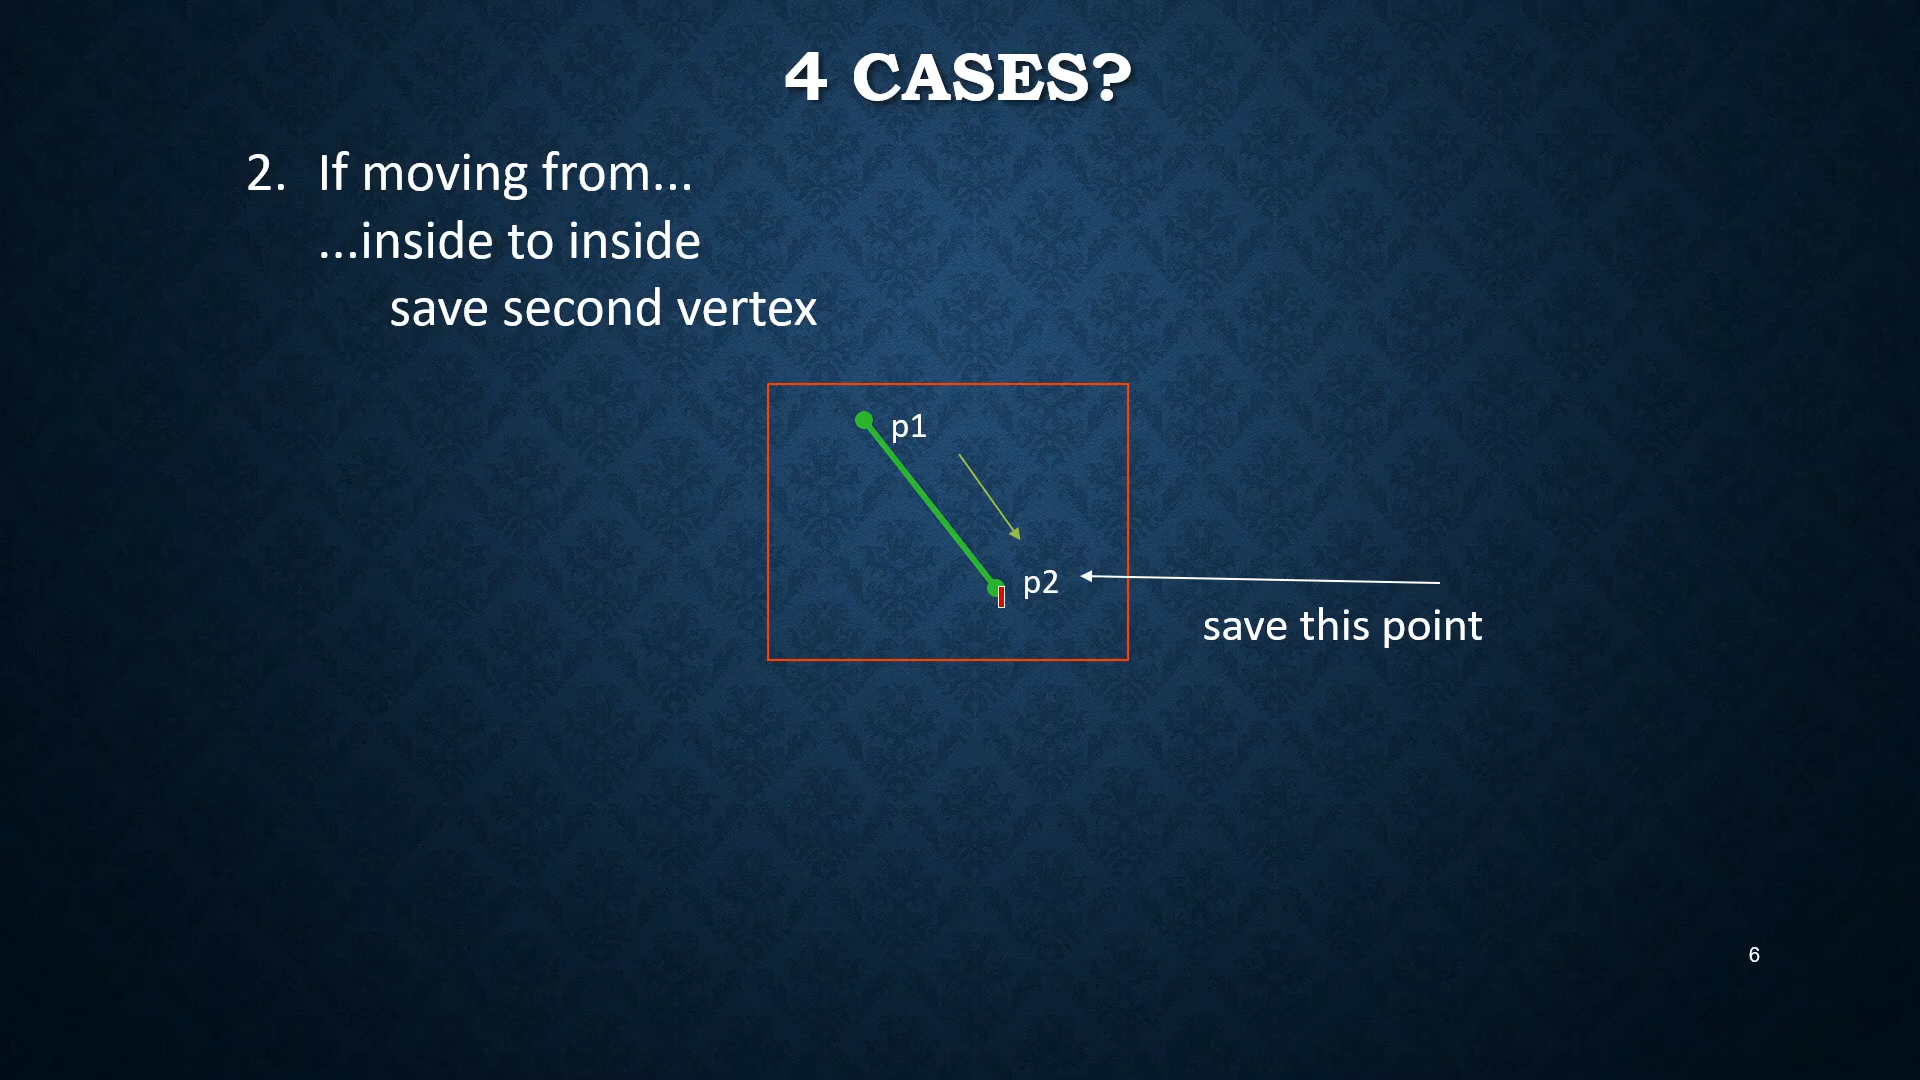 4 CASES?
2. If moving from...
...inside to inside
save second vertex
p1
p2
save this point
6